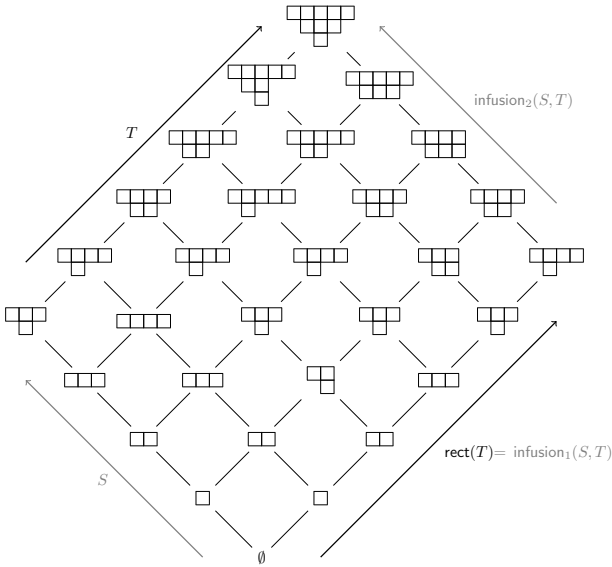 T
infusion₂(S, T)
rect(T)= infusion₁(S, T)
S
∅